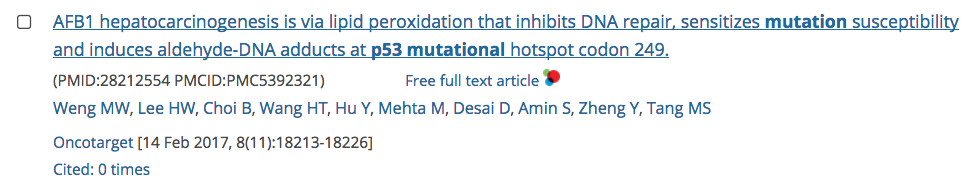 AFB1 hepatocarcinogenesis is via lipid peroxidation that inhibits DNA repair, sensitizes mutation susceptibility
and induces aldehyde-DNA adducts at p53 mutational hotspot codon 249.
(PMID:28212554 PMCID:PMC5392321) Free full text article
Weng MW, Lee HW, Choi B, Wang HT, Hu Y, Mehta M, Desai D, Amin S, Zheng Y, Tang MS
Oncotarget [14 Feb 2017, 8(11):18213-18226]
Cited: 0 times